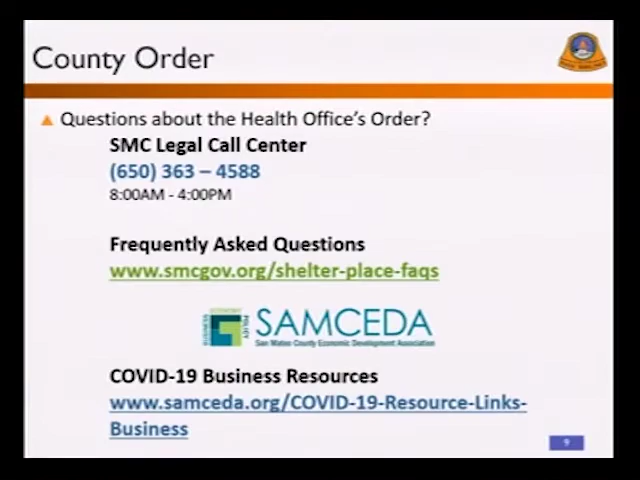 County Order
Questions about the Health Office's Order?
SMC Legal Call Center
(650) 363 – 4588
8:00AM - 4:00PM
Frequently Asked Questions
www.smcgov.org/shelter-place-faqs
SAMCEDA
San Mateo County Economic Development Association
COVID-19 Business Resources
www.samceda.org/COVID-19-Resource-Links-
Business
9